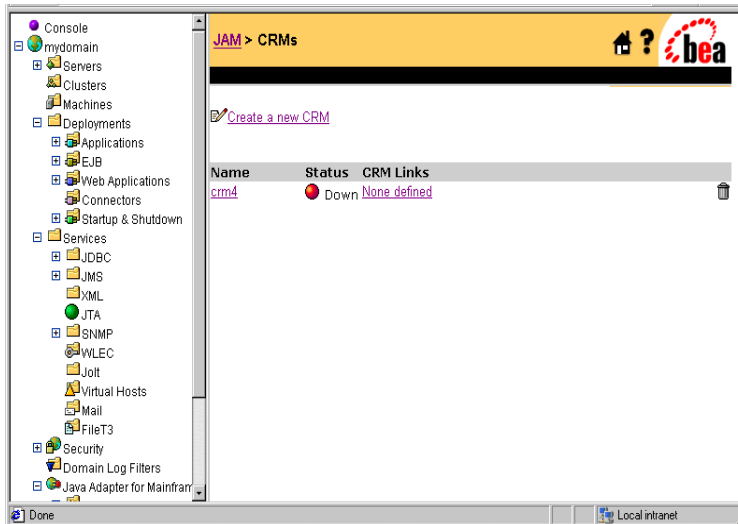 Console
mydomain
Servers
Clusters
Machines
Deployments
Applications
EJB
Web Applications
Connectors
Startup & Shutdown
Services
JDBC
JMS
XML
JTA
SNMP
WLEC
Jolt
Virtual Hosts
Mail
FileT3
Security
Domain Log Filters
Java Adapter for Mainfram
JAM > CRMs
? bea
Create a new CRM
Name Status CRM Links
crm4 Down None defined
Done Local intranet